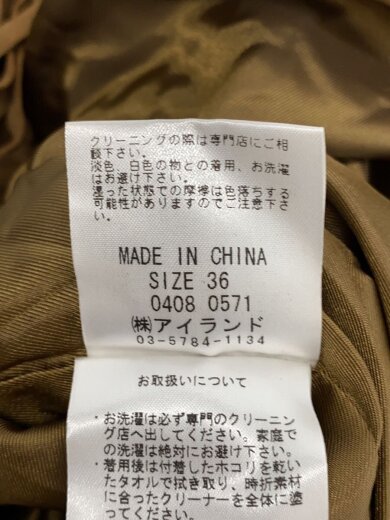 クリーニングの際は専門店にご相
談下さい。
淡色、白色の物との着用、お洗濯
はお避け下さい。
湿った状態での摩擦は色落ちする
可能性がありますのでご注意下さ
い。
MADE IN CHINA
SIZE 36
0408 0571
㈱アイランド
03-5784-1134
お取扱いについて
・お洗濯は必ず専門のクリーニン
グ店へ出してください。家庭で
の洗濯は絶対にお避け下さい。
・着用後は付着したホコリを乾い
たタオルで拭き取り、時折素材
に合ったクリーナーを全体に塗
ってください。